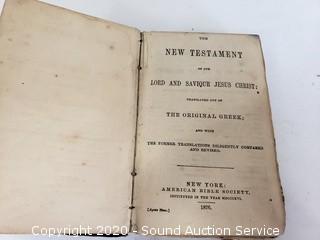 THE
NEW TESTAMENT
OF OUR
LORD AND SAVIOUR JESUS CHRIST;
TRANSLATED OUT OF
THE ORIGINAL GREEK;
AND WITH
THE FORMER TRANSLATIONS DILIGENTLY COMPARED
AND REVISED.
NEW YORK:
AMERICAN BIBLE SOCIETY,
INSTITUTED IN THE YEAR MDCCCXVI.
1870.
Copyright 2020 - Sound Auction Service